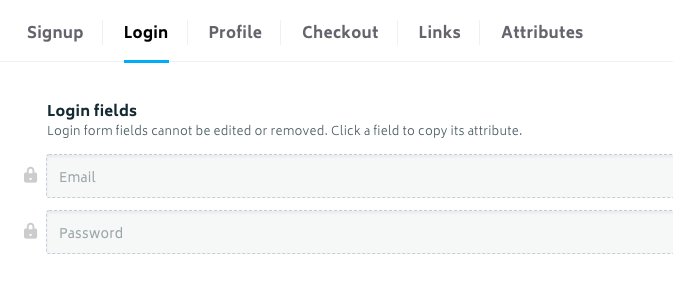 Signup Login Profile Checkout Links Attributes
Login fields
Login form fields cannot be edited or removed. Click a field to copy its attribute.
Email
Password